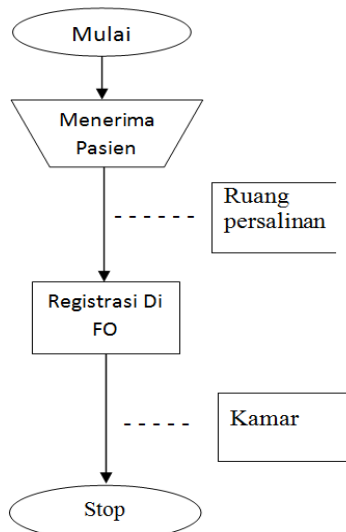 Mulai
Menerima
Pasien
Ruang
persalinan
Registrasi Di
FO
Kamar
Stop